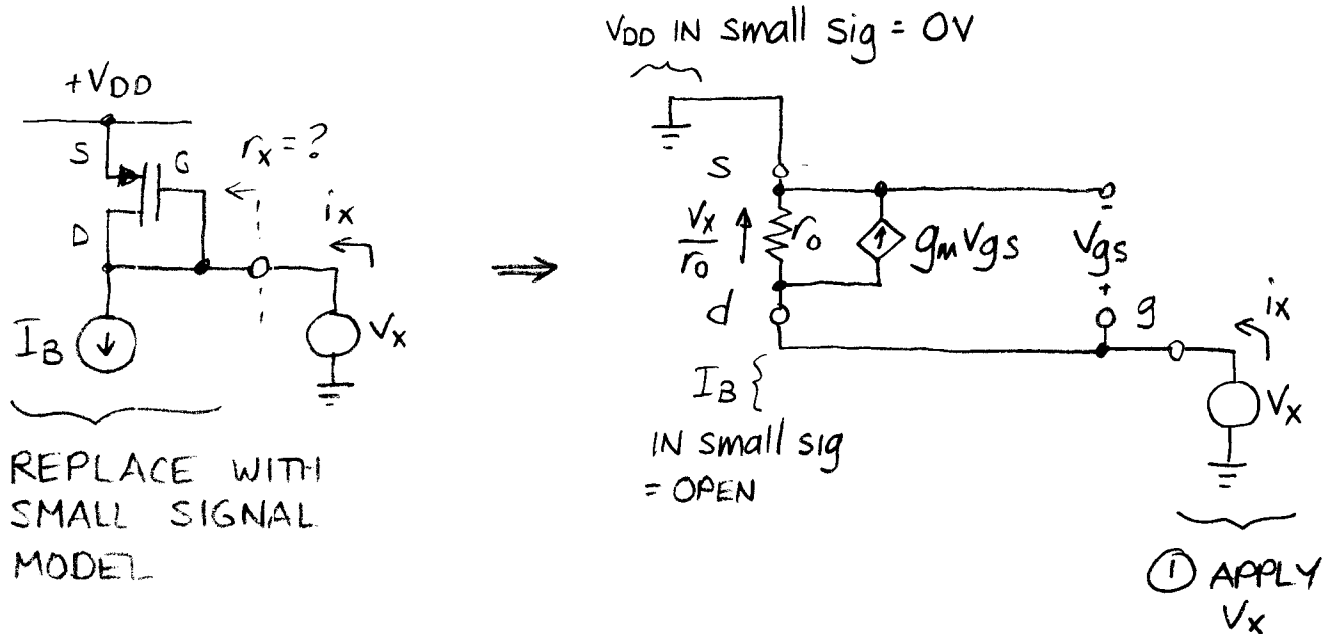 VDD IN small sig = 0V
+VDD
S
G
rx = ?
ix
D
IB
Vx
REPLACE WITH
SMALL SIGNAL
MODEL
S
Vx
r0
r0
gmVgs
-
Vgs
+
d
g
ix
IB
IN small sig
= OPEN
Vx
① APPLY
Vx